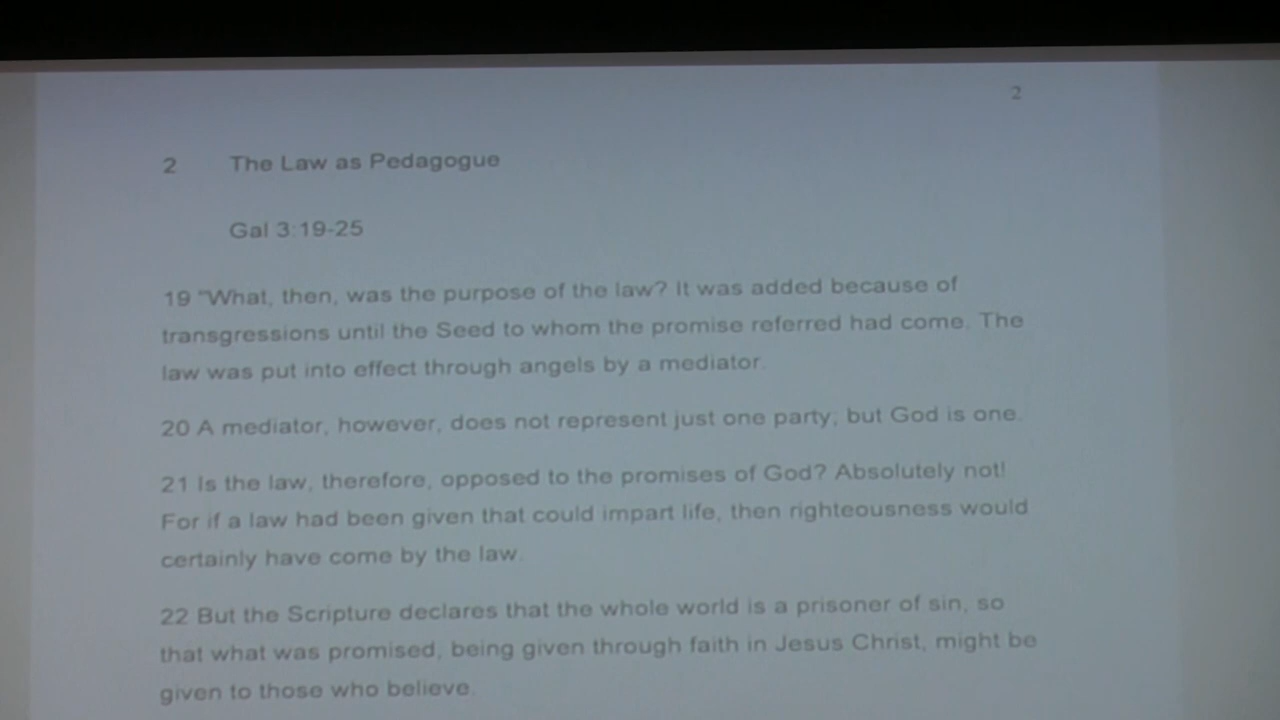 2
2 The Law as Pedagogue
Gal 3:19-25
19 "What, then, was the purpose of the law? It was added because of
transgressions until the Seed to whom the promise referred had come. The
law was put into effect through angels by a mediator.
20 A mediator, however, does not represent just one party; but God is one.
21 Is the law, therefore, opposed to the promises of God? Absolutely not!
For if a law had been given that could impart life, then righteousness would
certainly have come by the law.
22 But the Scripture declares that the whole world is a prisoner of sin, so
that what was promised, being given through faith in Jesus Christ, might be
given to those who believe.